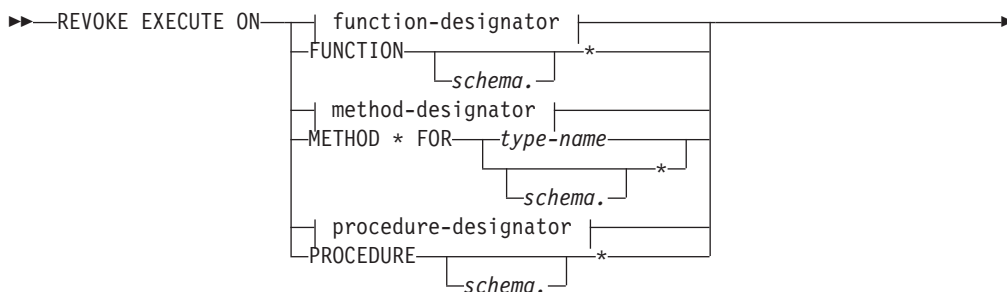 REVOKE EXECUTE ON function-designator
FUNCTION *
schema.
method-designator
METHOD * FOR type-name
*
schema.
procedure-designator
PROCEDURE *
schema.